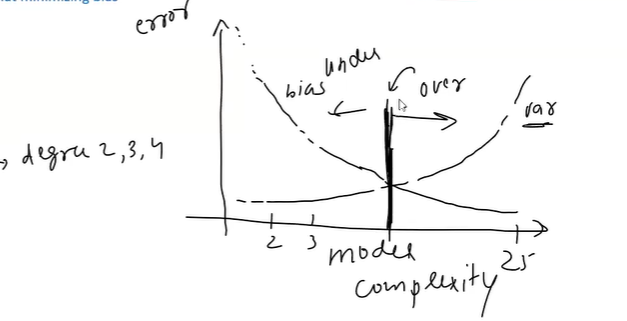 error
under
bias
over
var
degree 2, 3, 4
2
3
25
model
complexity